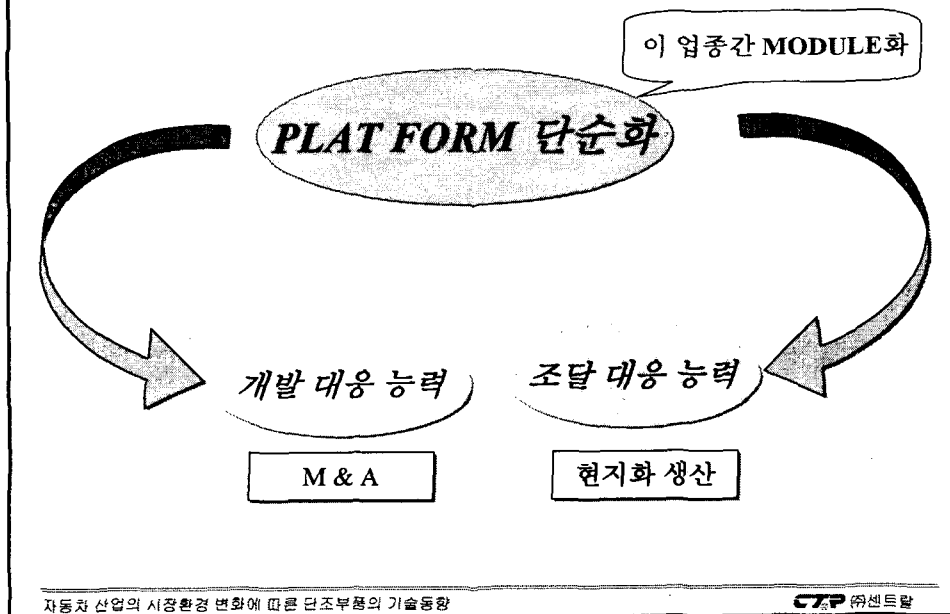 이 업종간 MODULE화
PLAT FORM 단순화
개발 대응 능력
조달 대응 능력
M & A
현지화 생산
자동차 산업의 시장환경 변화에 따른 단조부품의 기술동향
CTR ㈜센트랄